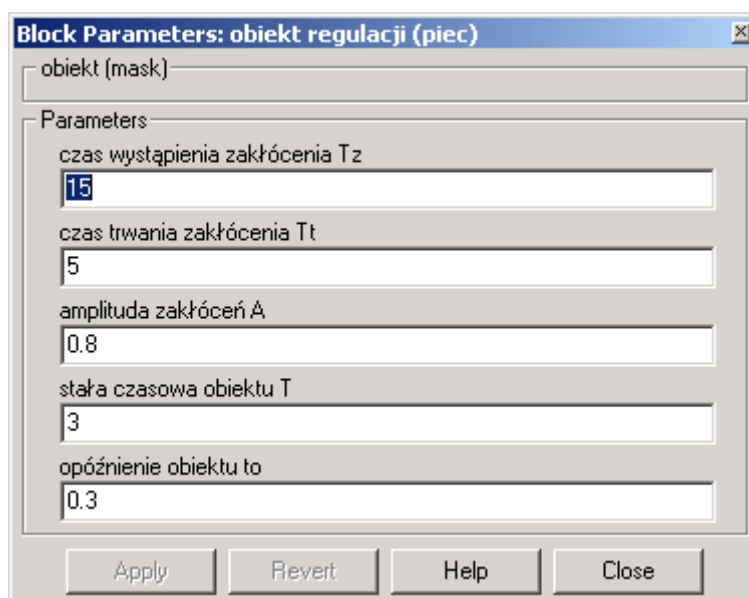 Block Parameters: obiekt regulacji (piec)
obiekt (mask)
Parameters
czas wystąpienia zakłócenia Tz
15
czas trwania zakłócenia Tt
5
amplituda zakłóceń A
0.8
stała czasowa obiektu T
3
opóźnienie obiektu to
0.3
Apply Revert Help Close